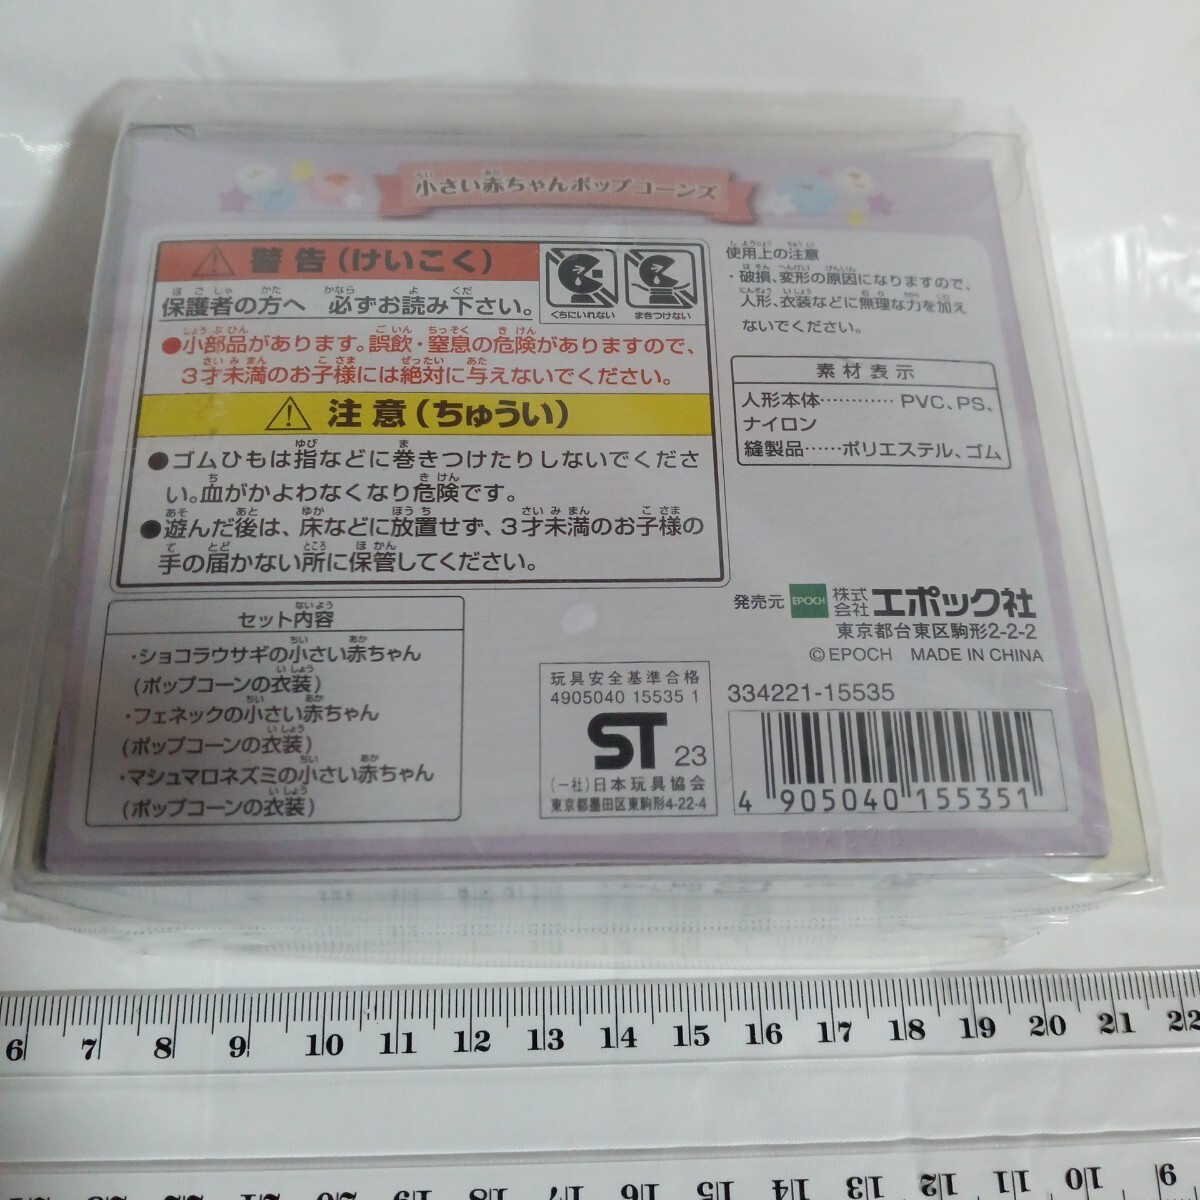 小さい赤ちゃんポップコーンズ
警告(けいこく)
保護者の方へ 必ずお読み下さい。
くちにいれない
まきつけない
●小部品があります。誤飲・窒息の危険がありますので、
3才未満のお子様には絶対に与えないでください。
注意(ちゅうい)
●ゴムひもは指などに巻きつけたりしないでくださ
い。血がかよわなくなり危険です。
●遊んだ後は、床などに放置せず、3才未満のお子様の
手の届かない所に保管してください。
使用上の注意
・破損、変形の原因になりますので、
人形、衣装などに無理な力を加え
ないでください。
素材表示
人形本体…………PVC、PS、
ナイロン
縫製品……ポリエステル、ゴム
セット内容
・ショコラウサギの小さい赤ちゃん
(ポップコーンの衣装)
・フェネックの小さい赤ちゃん
(ポップコーンの衣装)
・マシュマロネズミの小さい赤ちゃん
(ポップコーンの衣装)
発売元 EPOCH 株式会社エポック社
東京都台東区駒形2-2-2
©EPOCH MADE IN CHINA
玩具安全基準合格
4905040 15535 1
ST 23
(一社)日本玩具協会
東京都墨田区東駒形4-22-4
334221-15535
4 905040 155351
6 7 8 9 10 11 12 13 14 15 16 17 18 19 20 21 22
20 19 18 17 16 15 14 13 12 11 10 9